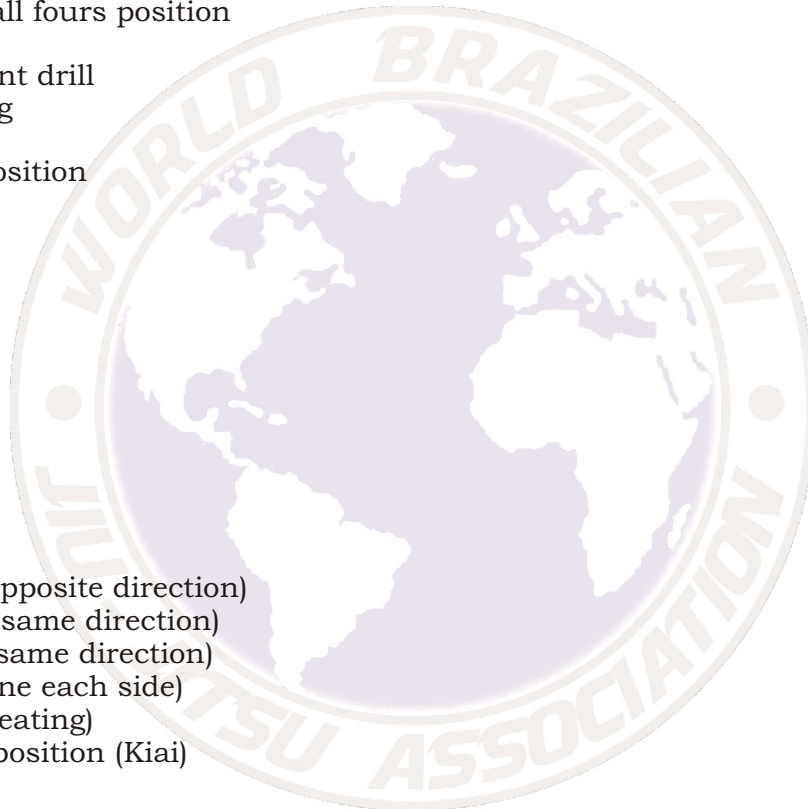 all fours position
nt drill
g
osition
WORLD BRAZILIAN
JIU-JITSU ASSOCIATION
pposite direction)
same direction)
same direction)
ne each side)
eating)
position (Kiai)